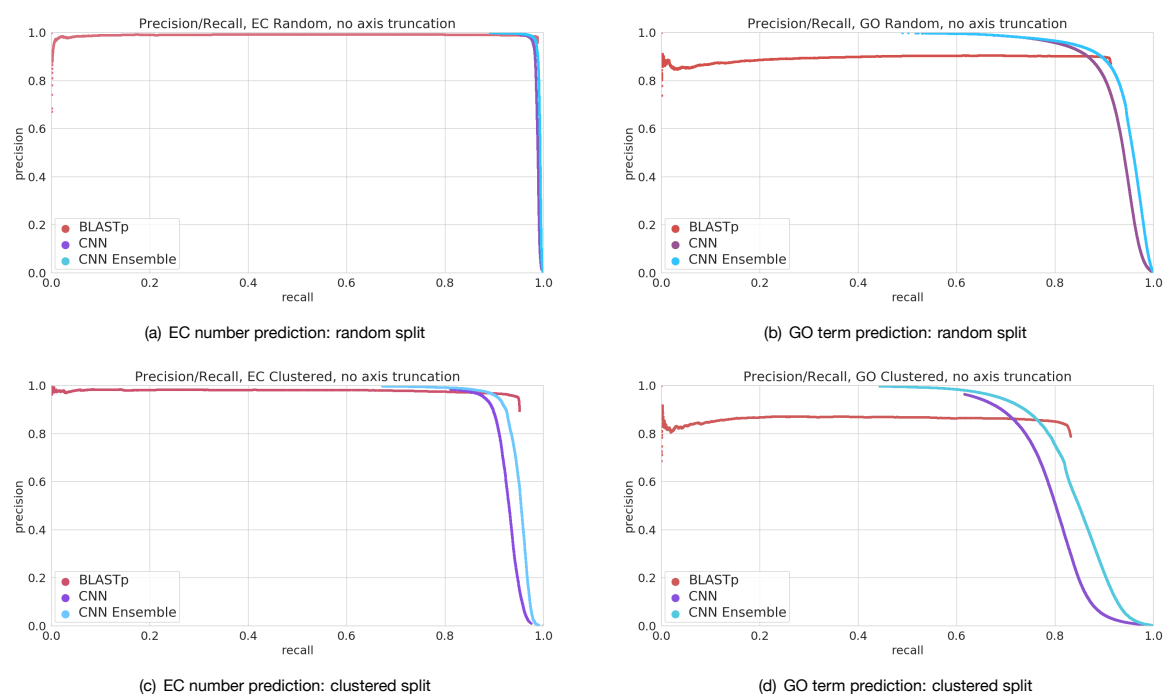 Precision/Recall, EC Random, no axis truncation
1.0
0.8
0.6
0.4
0.2
0.0
precision
BLASTp
CNN
CNN Ensemble
0.0 0.2 0.4 0.6 0.8 1.0
recall
(a) EC number prediction: random split
Precision/Recall, GO Random, no axis truncation
1.0
0.8
0.6
0.4
0.2
0.0
precision
BLASTp
CNN
CNN Ensemble
0.0 0.2 0.4 0.6 0.8 1.0
recall
(b) GO term prediction: random split
Precision/Recall, EC Clustered, no axis truncation
1.0
0.8
0.6
0.4
0.2
0.0
precision
BLASTp
CNN
CNN Ensemble
0.0 0.2 0.4 0.6 0.8 1.0
recall
(c) EC number prediction: clustered split
Precision/Recall, GO Clustered, no axis truncation
1.0
0.8
0.6
0.4
0.2
0.0
precision
BLASTp
CNN
CNN Ensemble
0.0 0.2 0.4 0.6 0.8 1.0
recall
(d) GO term prediction: clustered split